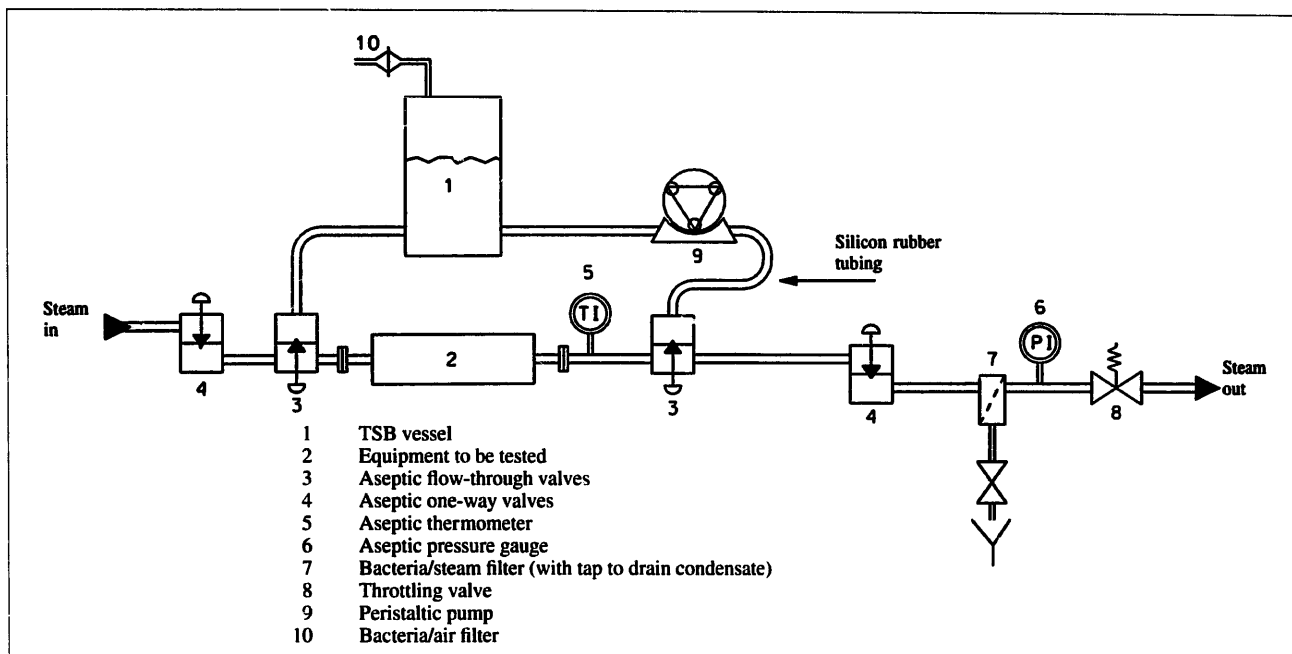 10
1
9
Silicon rubber
tubing
5
TI
6
PI
Steam
in
4
3
2
3
4
7
8
Steam
out
1 TSB vessel
2 Equipment to be tested
3 Aseptic flow-through valves
4 Aseptic one-way valves
5 Aseptic thermometer
6 Aseptic pressure gauge
7 Bacteria/steam filter (with tap to drain condensate)
8 Throttling valve
9 Peristaltic pump
10 Bacteria/air filter